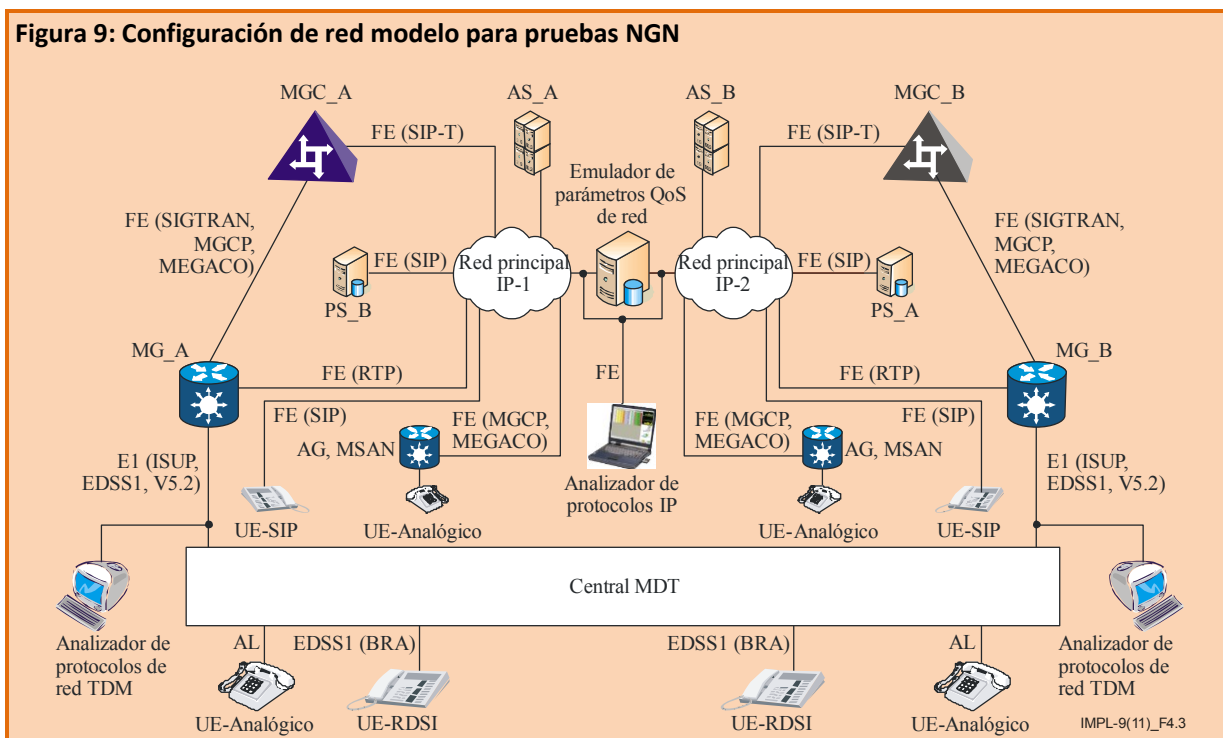 Figura 9: Configuración de red modelo para pruebas NGN
MGC_A
AS_A
AS_B
MGC_B
FE (SIP-T)
FE (SIP-T)
Emulador de
parámetros QoS
de red
FE (SIGTRAN,
MGCP,
MEGACO)
FE (SIGTRAN,
MGCP,
MEGACO)
FE (SIP)
Red principal
IP-1
Red principal
IP-2
FE (SIP)
PS_B
PS_A
MG_A
MG_B
FE (RTP)
FE
FE (RTP)
FE (SIP)
FE (MGCP,
MEGACO)
FE (MGCP,
MEGACO)
FE (SIP)
AG, MSAN
AG, MSAN
E1 (ISUP,
EDSS1, V5.2)
Analizador de
protocolos IP
E1 (ISUP,
EDSS1, V5.2)
UE-SIP
UE-Analógico
UE-Analógico
UE-SIP
Central MDT
Analizador de
protocolos de
red TDM
AL
EDSS1 (BRA)
EDSS1 (BRA)
AL
Analizador de
protocolos de
red TDM
UE-Analógico
UE-RDSI
UE-RDSI
UE-Analógico
IMPL-9(11)_F4.3